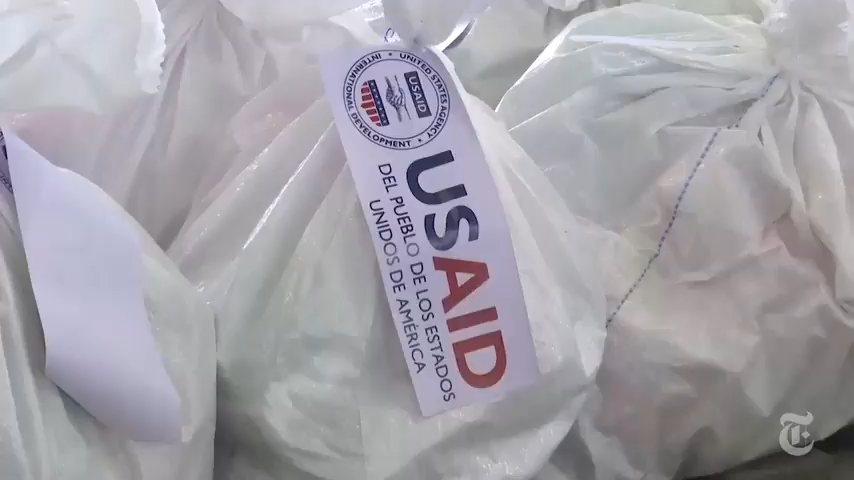 UNITED STATES AGENCY
INTERNATIONAL DEVELOPMENT
USAID
USAID
DEL PUEBLO DE LOS ESTADOS
UNIDOS DE AMÉRICA
T